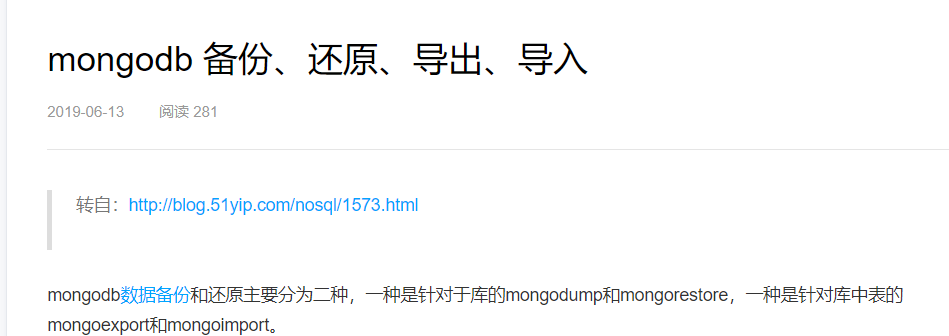 mongodb 备份、还原、导出、导入
2019-06-13 阅读 281
转自：http://blog.51yip.com/nosql/1573.html
mongodb数据备份和还原主要分为二种，一种是针对于库的mongodump和mongorestore，一种是针对库中表的
mongoexport和mongoimport。